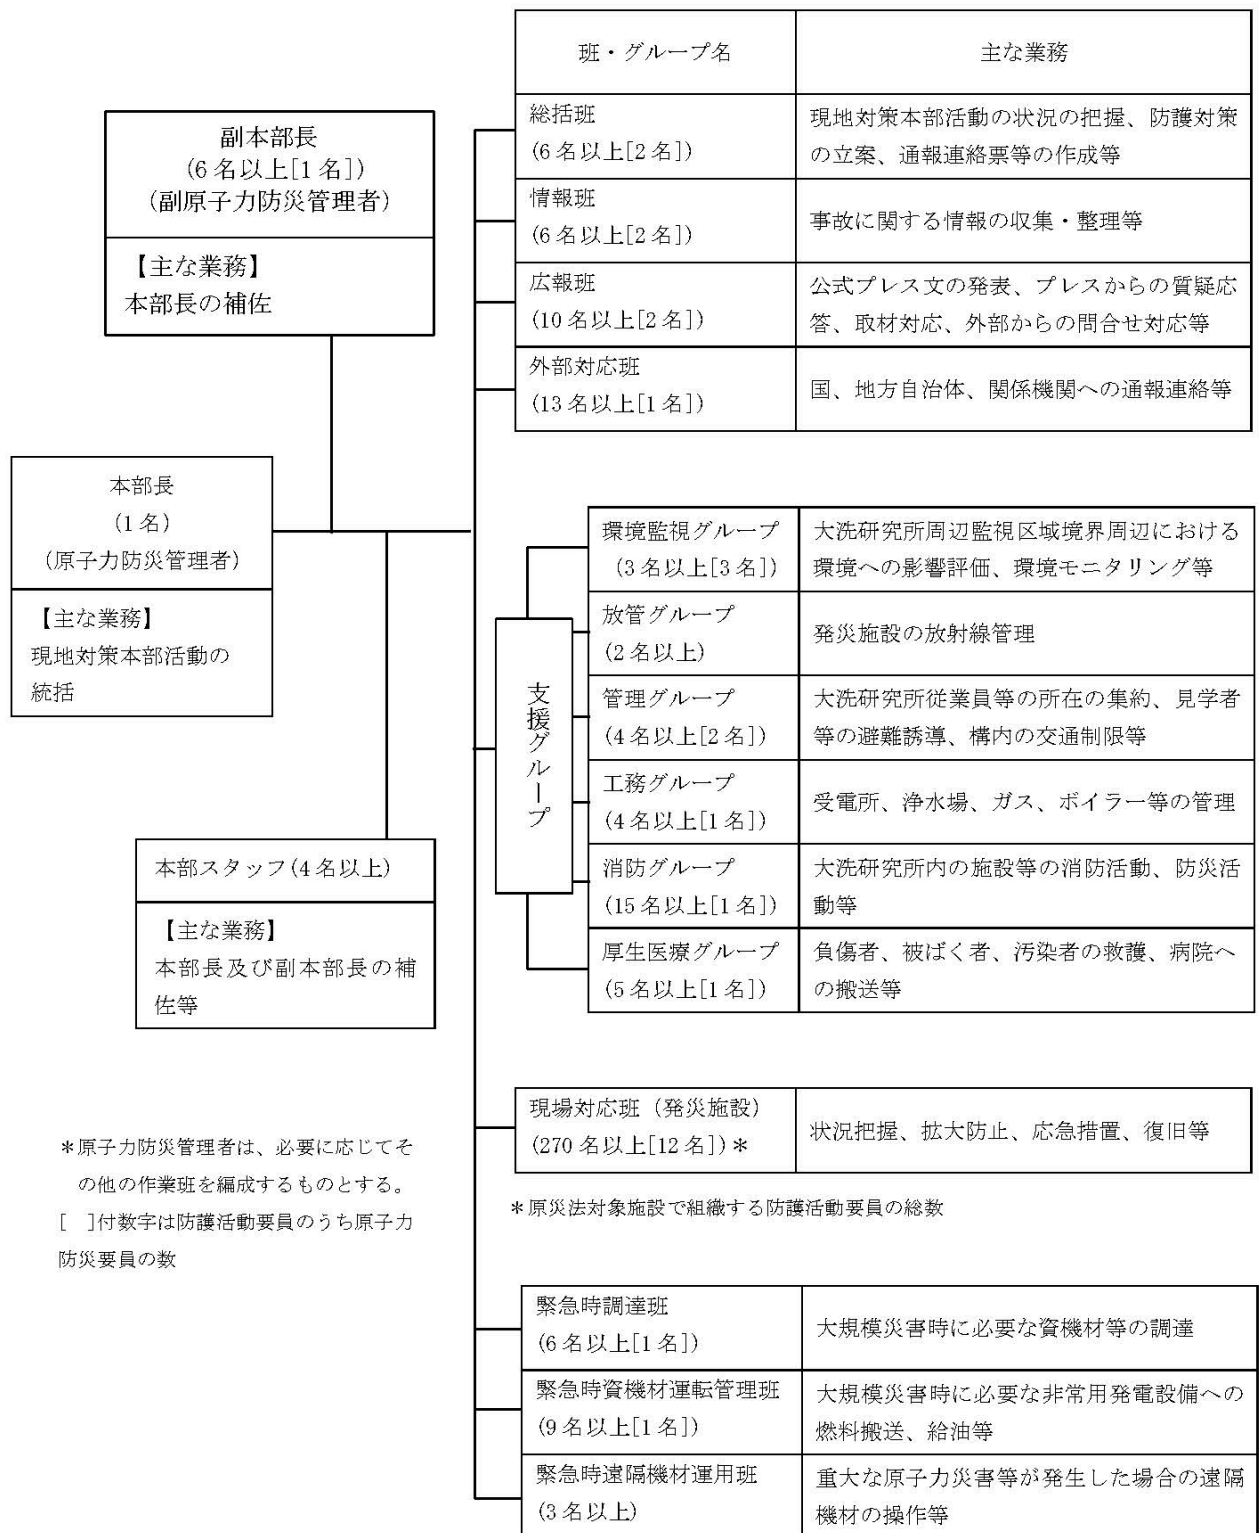 班・グループ名
主な業務
総括班
(6名以上[2名])
現地対策本部活動の状況の把握、防護対策
の立案、通報連絡票等の作成等
情報班
(6名以上[2名])
事故に関する情報の収集・整理等
広報班
(10名以上[2名])
公式プレス文の発表、プレスからの質疑応
答、取材対応、外部からの問合せ対応等
外部対応班
(13名以上[1名])
国、地方自治体、関係機関への通報連絡等
副本部長
(6名以上[1名])
(副原子力防災管理者)
【主な業務】
本部長の補佐
本部長
(1名)
(原子力防災管理者)
【主な業務】
現地対策本部活動の
統括
本部スタッフ(4名以上)
【主な業務】
本部長及び副本部長の補
佐等
支援グループ
環境監視グループ
(3名以上[3名])
大洗研究所周辺監視区域境界周辺における
環境への影響評価、環境モニタリング等
放管グループ
(2名以上)
発災施設の放射線管理
管理グループ
(4名以上[2名])
大洗研究所従業員等の所在の集約、見学者
等の避難誘導、構内の交通制限等
工務グループ
(4名以上[1名])
受電所、浄水場、ガス、ボイラー等の管理
消防グループ
(15名以上[1名])
大洗研究所内の施設等の消防活動、防災活
動等
厚生医療グループ
(5名以上[1名])
負傷者、被ばく者、汚染者の救護、病院へ
の搬送等
現場対応班（発災施設）
(270名以上[12名])＊
状況把握、拡大防止、応急措置、復旧等
＊原災法対象施設で組織する防護活動要員の総数
＊原子力防災管理者は、必要に応じてそ
の他の作業班を編成するものとする。
[　]付数字は防護活動要員のうち原子力
防災要員の数
緊急時調達班
(6名以上[1名])
大規模災害時に必要な資機材等の調達
緊急時資機材運転管理班
(9名以上[1名])
大規模災害時に必要な非常用発電設備への
燃料搬送、給油等
緊急時遠隔機材運用班
(3名以上)
重大な原子力災害等が発生した場合の遠隔
機材の操作等